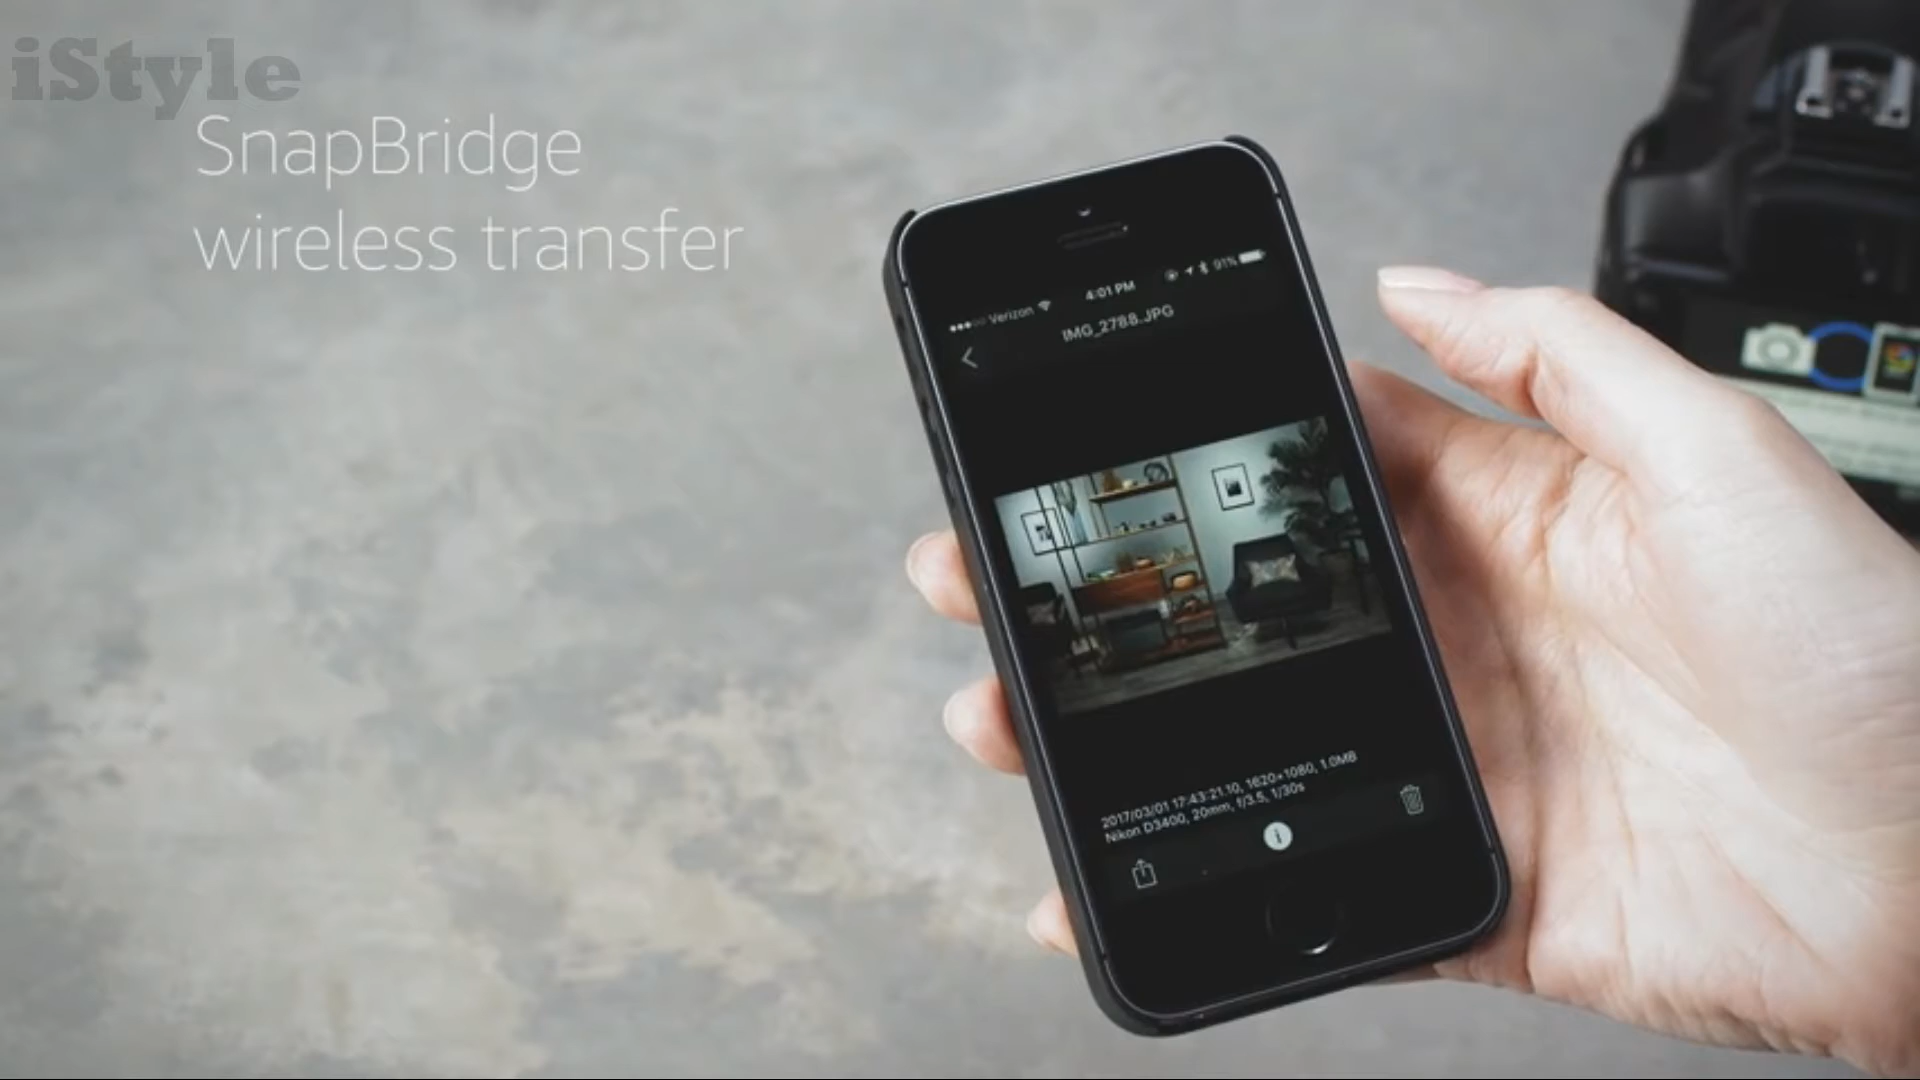 iStyle
SnapBridge
wireless transfer
Verizon 4:01 PM 91%
IMG_2788.JPG
2017/03/01 17:43:21.10, 1620×1080, 1.0MB
Nikon D3400, 20mm, f/3.5, 1/30s
i